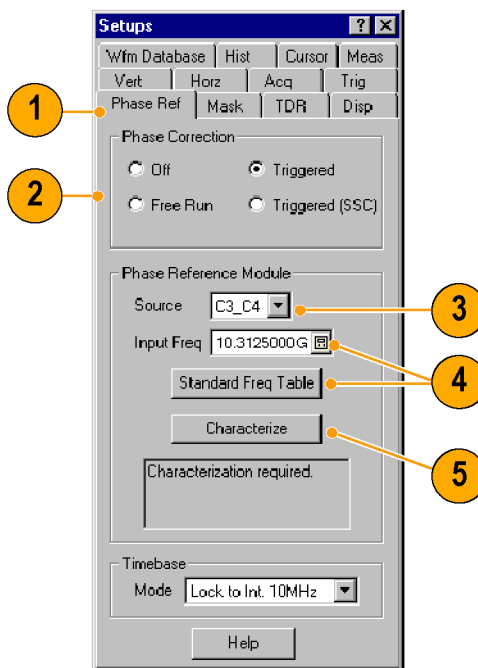 Setups
Wfm Database Hist Cursor Meas
Vert Horz Acq Trig
Phase Ref Mask TDR Disp
1
Phase Correction
Off Triggered
2
Free Run Triggered (SSC)
Phase Reference Module
Source C3_C4
3
Input Freq 10.3125000G
4
Standard Freq Table
Characterize
5
Characterization required.
Timebase
Mode Lock to Int. 10MHz
Help